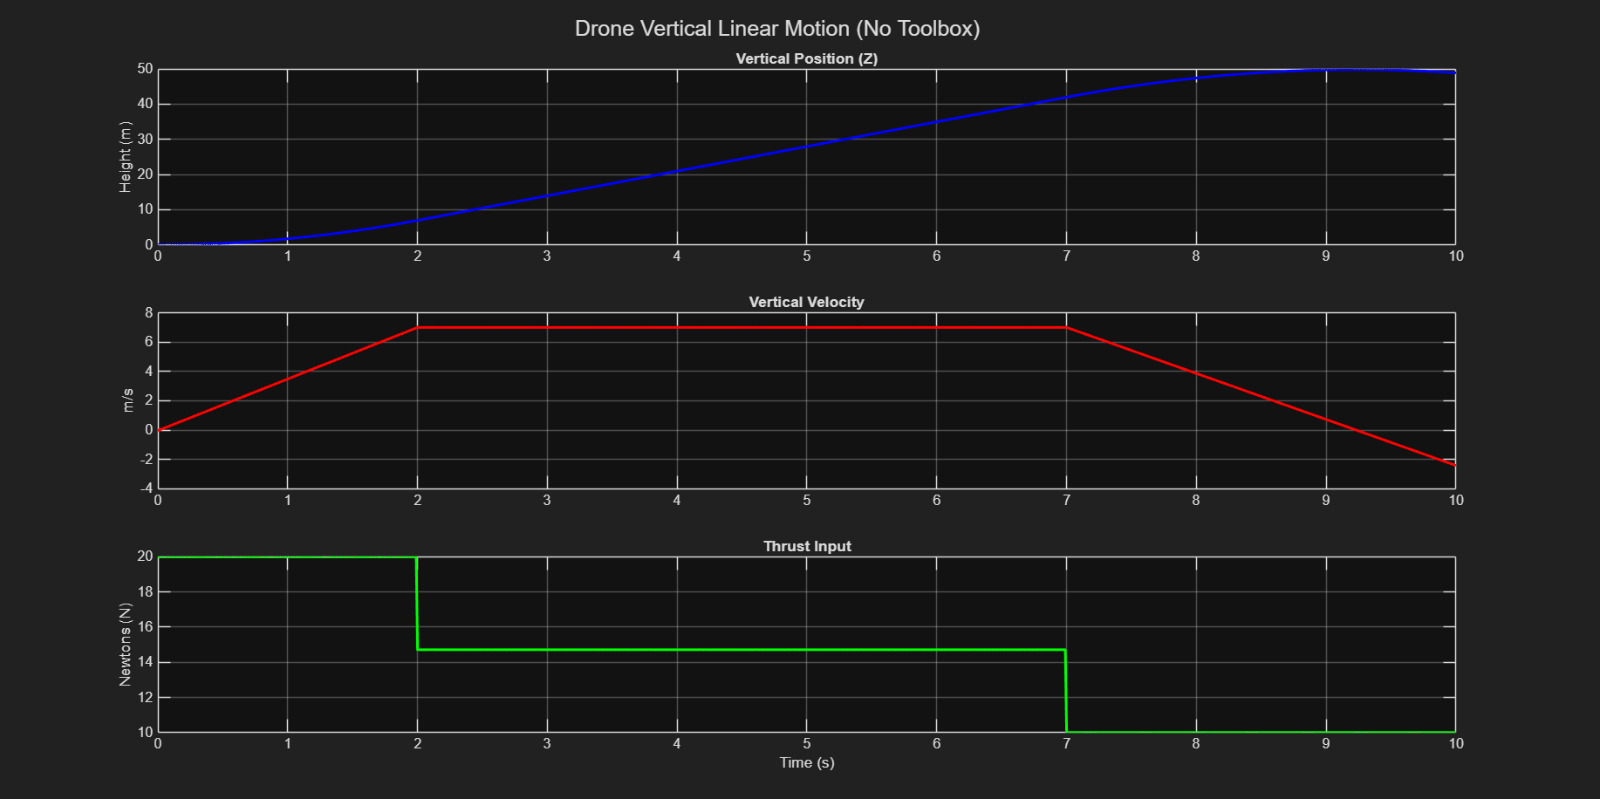 Drone Vertical Linear Motion (No Toolbox)
Vertical Position (Z)
50
40
30
20
10
0
Height (m)
0 1 2 3 4 5 6 7 8 9 10
Vertical Velocity
8
6
4
2
0
-2
-4
m/s
0 1 2 3 4 5 6 7 8 9 10
Thrust Input
20
18
16
14
12
10
Newtons (N)
0 1 2 3 4 5 6 7 8 9 10
Time (s)